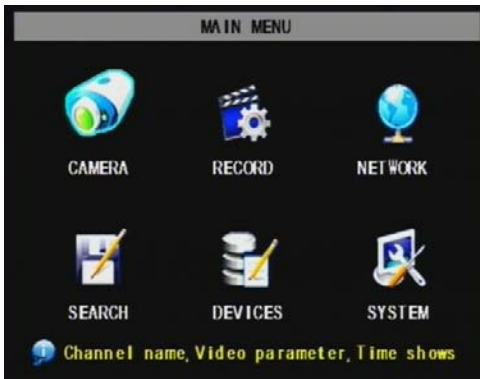 MAIN MENU
CAMERA RECORD NETWORK
SEARCH DEVICES SYSTEM
Channel name, Video parameter, Time shows